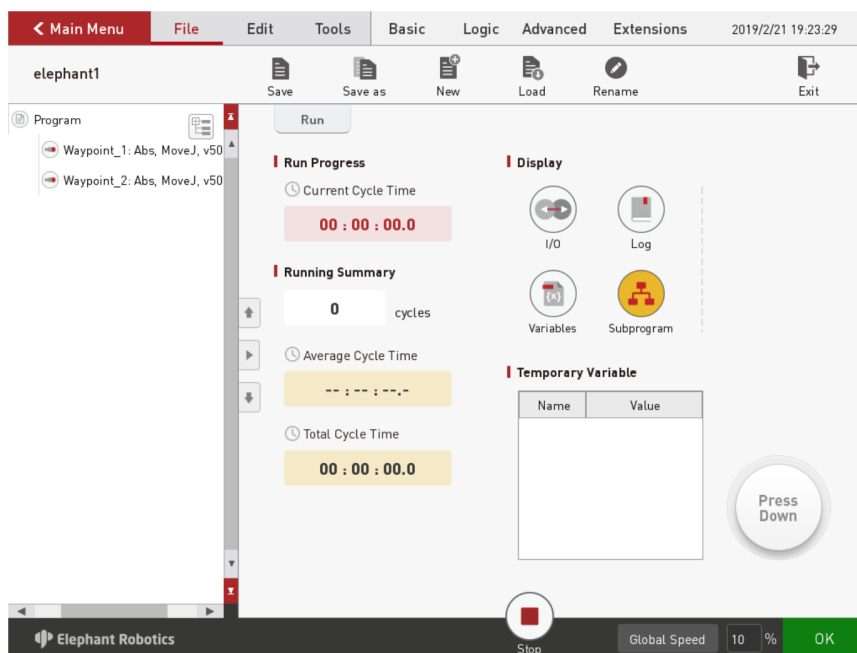 Main Menu
File
Edit
Tools
Basic
Logic
Advanced
Extensions
2019/2/21 19:23:29
elephant1
Save
Save as
New
Load
Rename
Exit
Program
Waypoint_1: Abs, MoveJ, v50
Waypoint_2: Abs, MoveJ, v50
Run
Run Progress
Current Cycle Time
00 : 00 : 00.0
Running Summary
0 cycles
Average Cycle Time
-- : -- : --.-
Total Cycle Time
00 : 00 : 00.0
Display
I/O
Log
{x}
Variables
Subprogram
Temporary Variable
Name
Value
Press
Down
Elephant Robotics
Stop
Global Speed
10 %
OK